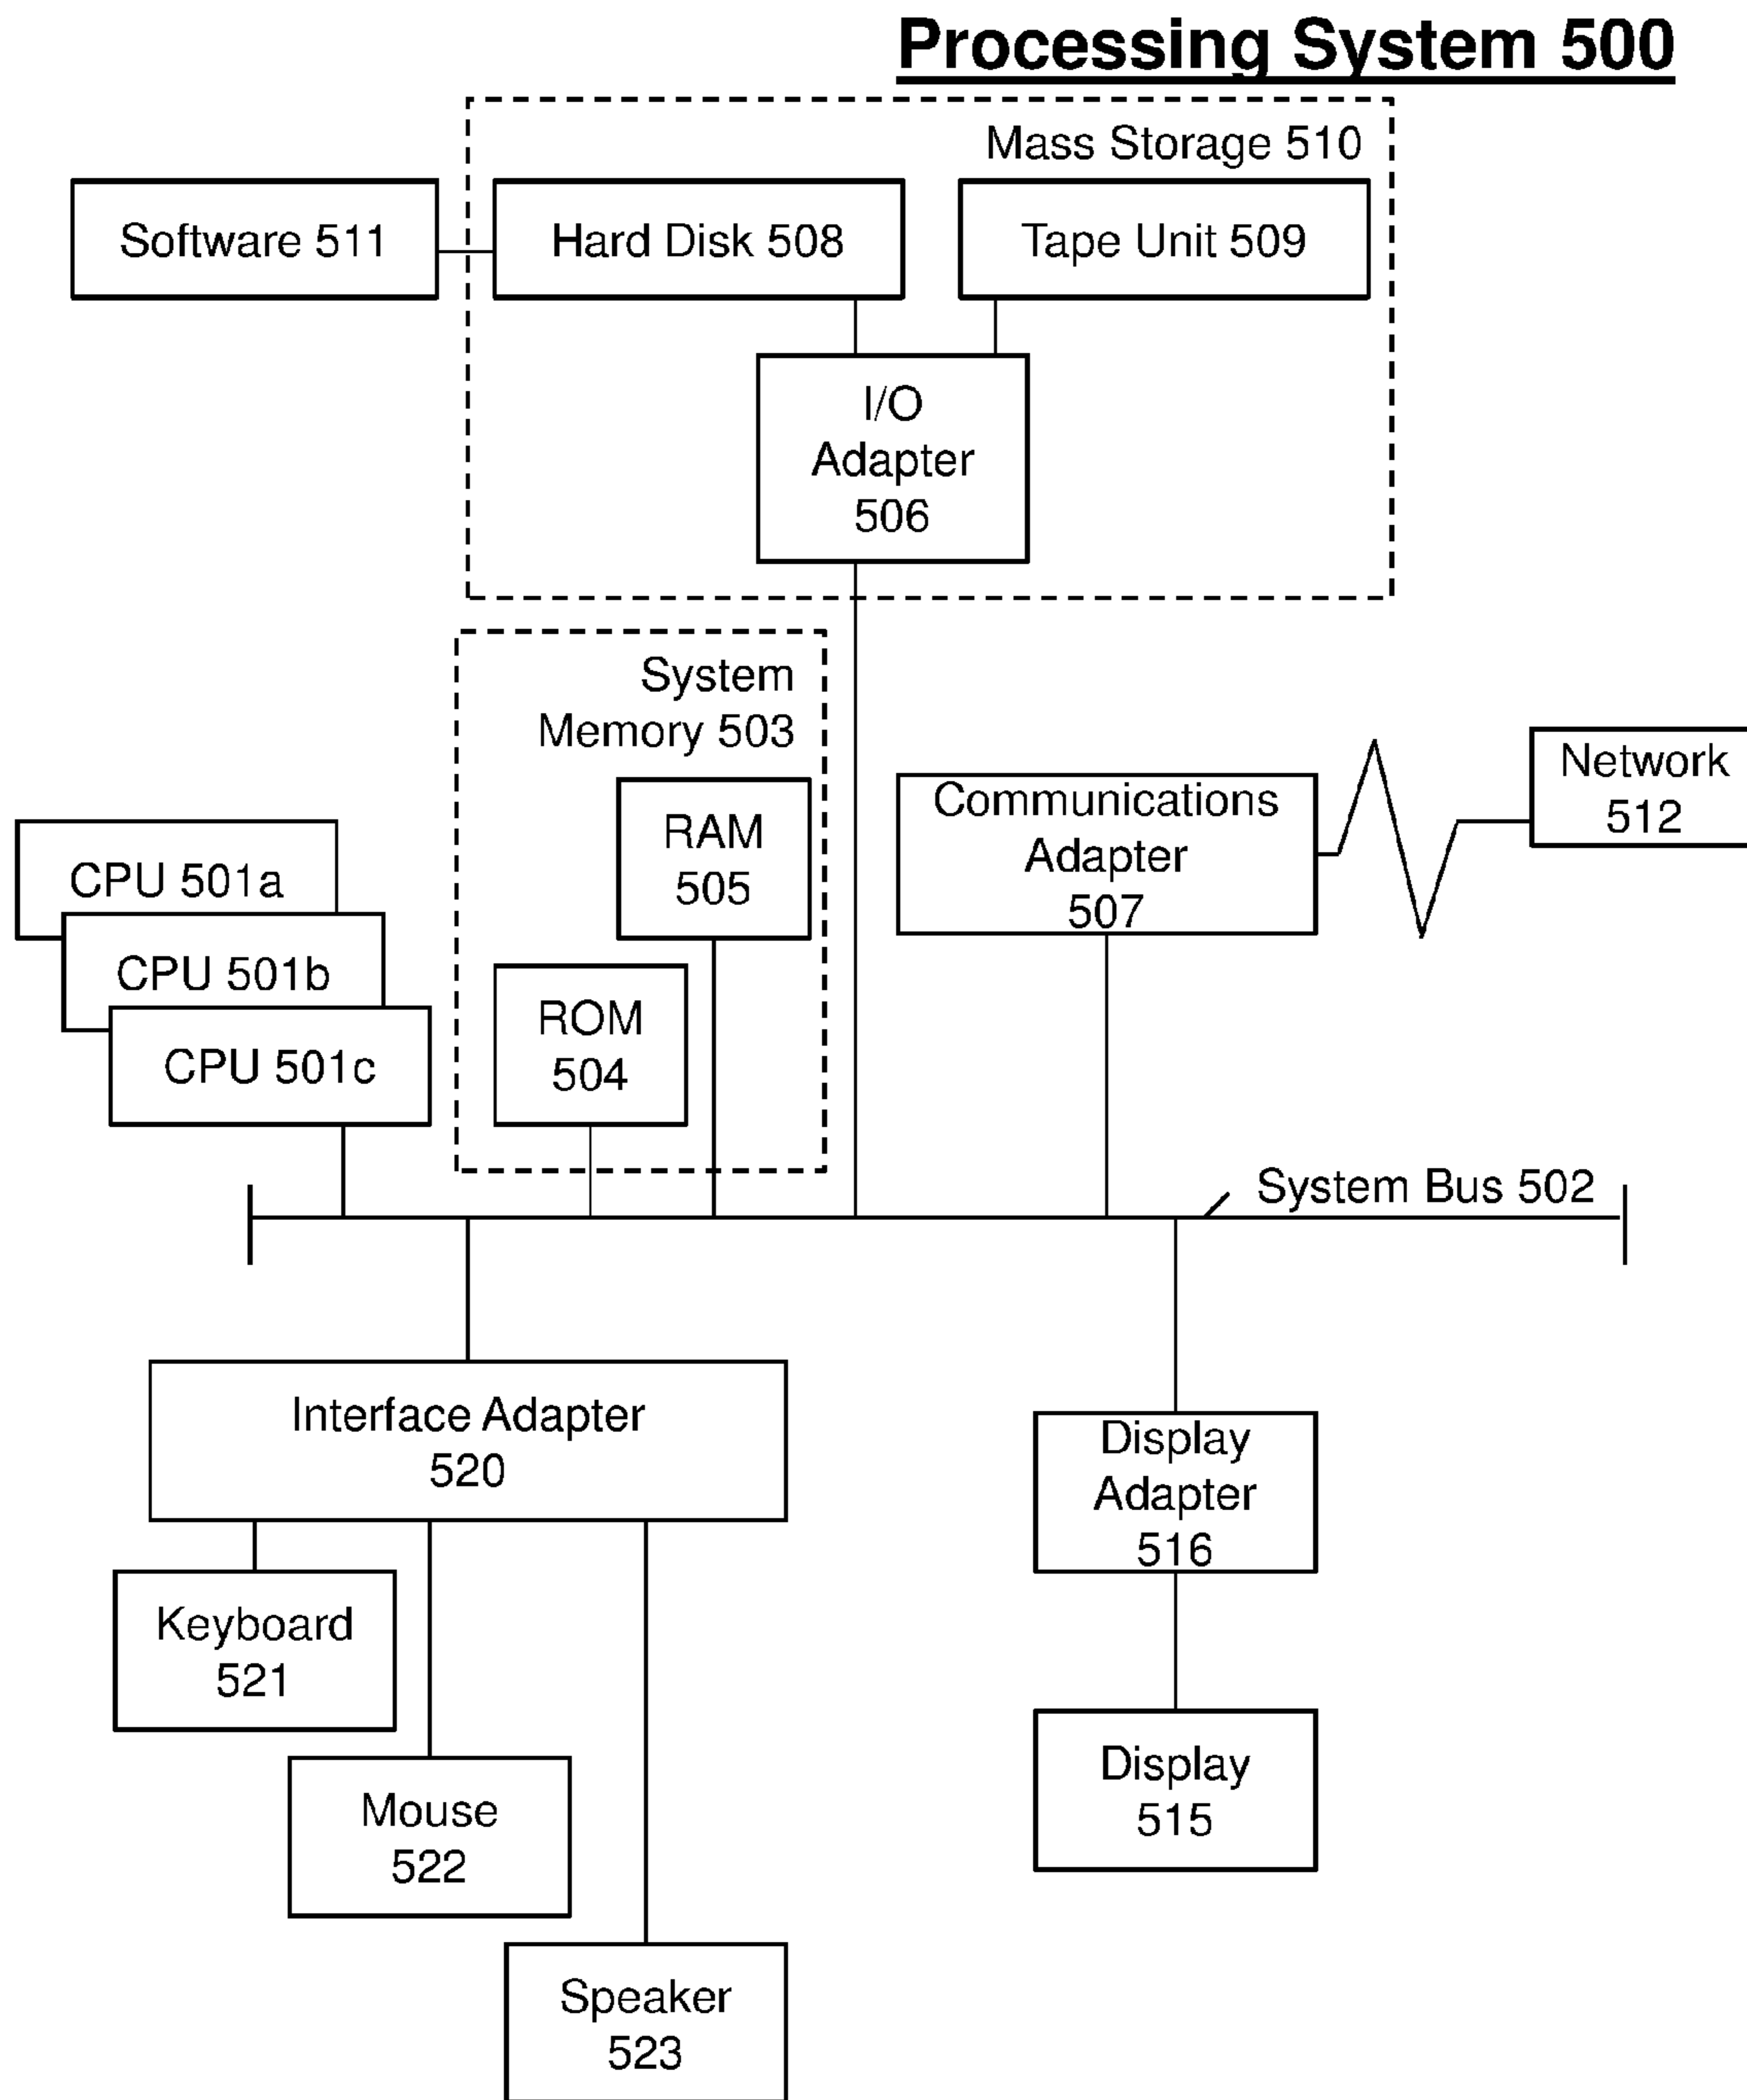 Processing System 500
Mass Storage 510
Software 511
Hard Disk 508
Tape Unit 509
I/O
Adapter
506
System
Memory 503
RAM
505
ROM
504
Communications
Adapter
507
Network
512
CPU 501a
CPU 501b
CPU 501c
System Bus 502
Interface Adapter
520
Display
Adapter
516
Keyboard
521
Mouse
522
Speaker
523
Display
515